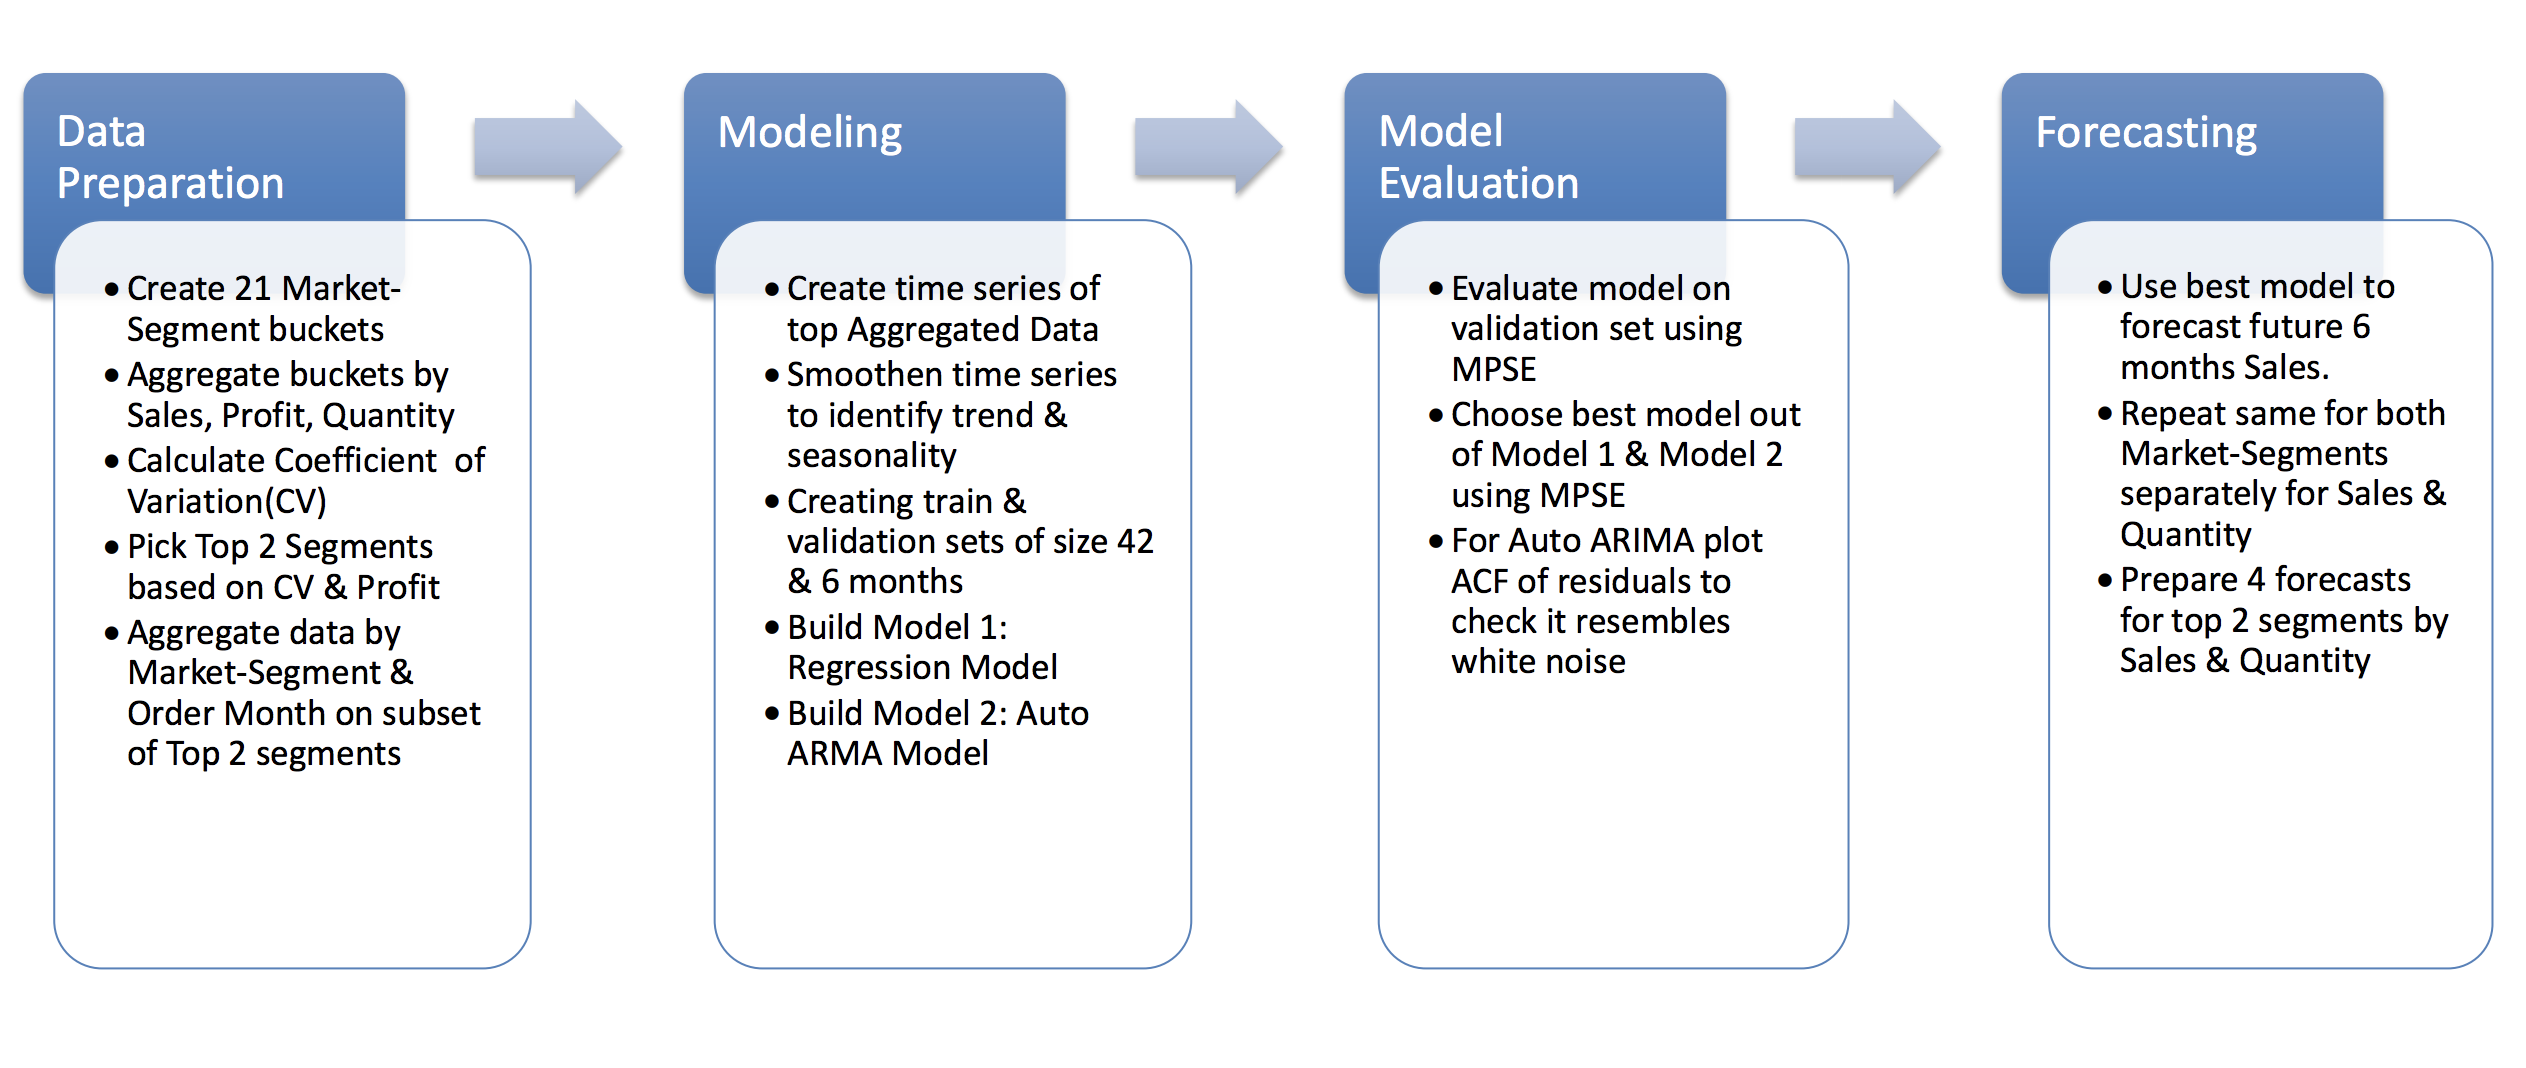 Data
Preparation
• Create 21 Market-
Segment buckets
• Aggregate buckets by
Sales, Profit, Quantity
• Calculate Coefficient  of
Variation(CV)
• Pick Top 2 Segments
based on CV & Profit
• Aggregate data by
Market-Segment &
Order Month on subset
of Top 2 segments
Modeling
• Create time series of
top Aggregated Data
• Smoothen time series
to identify trend &
seasonality
• Creating train &
validation sets of size 42
& 6 months
• Build Model 1:
Regression Model
• Build Model 2: Auto
ARMA Model
Model
Evaluation
• Evaluate model on
validation set using
MPSE
• Choose best model out
of Model 1 & Model 2
using MPSE
• For Auto ARIMA plot
ACF of residuals to
check it resembles
white noise
Forecasting
• Use best model to
forecast future 6
months Sales.
• Repeat same for both
Market-Segments
separately for Sales &
Quantity
• Prepare 4 forecasts
for top 2 segments by
Sales & Quantity